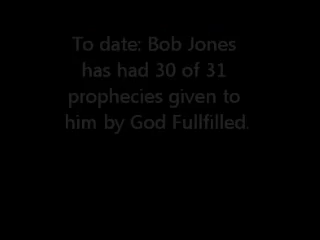 To date: Bob Jones
has had 30 of 31
prophecies given to
him by God Fullfilled.